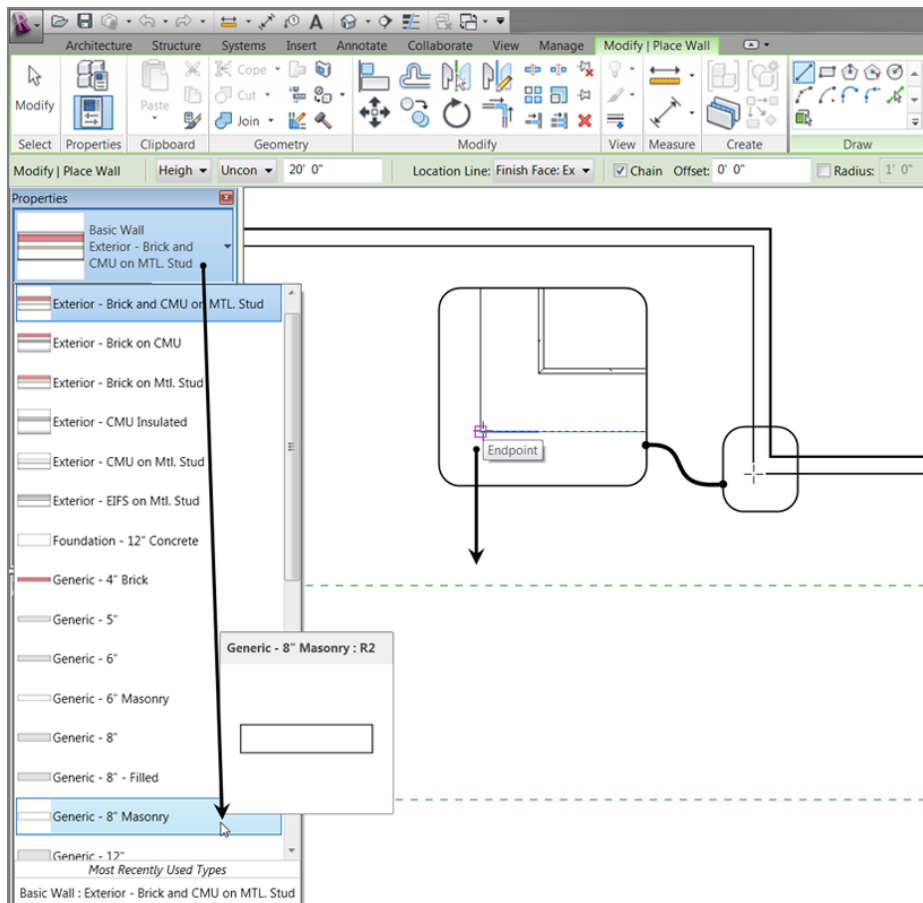 Architecture Structure Systems Insert Annotate Collaborate View Manage Modify | Place Wall
Modify
Paste
Cope
Cut
Join
Select Properties Clipboard Geometry Modify View Measure Create Draw
Modify | Place Wall Heigh Uncon 20' 0" Location Line: Finish Face: Ex Chain Offset: 0' 0" Radius: 1' 0"
Properties
Basic Wall
Exterior - Brick and
CMU on MTL. Stud
Exterior - Brick and CMU on MTL. Stud
Exterior - Brick on CMU
Exterior - Brick on Mtl. Stud
Exterior - CMU Insulated
Exterior - CMU on Mtl. Stud
Exterior - EIFS on Mtl. Stud
Foundation - 12" Concrete
Generic - 4" Brick
Generic - 5"
Generic - 6"
Generic - 6" Masonry
Generic - 8"
Generic - 8" - Filled
Generic - 8" Masonry
Generic - 12"
Most Recently Used Types
Basic Wall : Exterior - Brick and CMU on MTL. Stud
Endpoint
Generic - 8" Masonry : R2